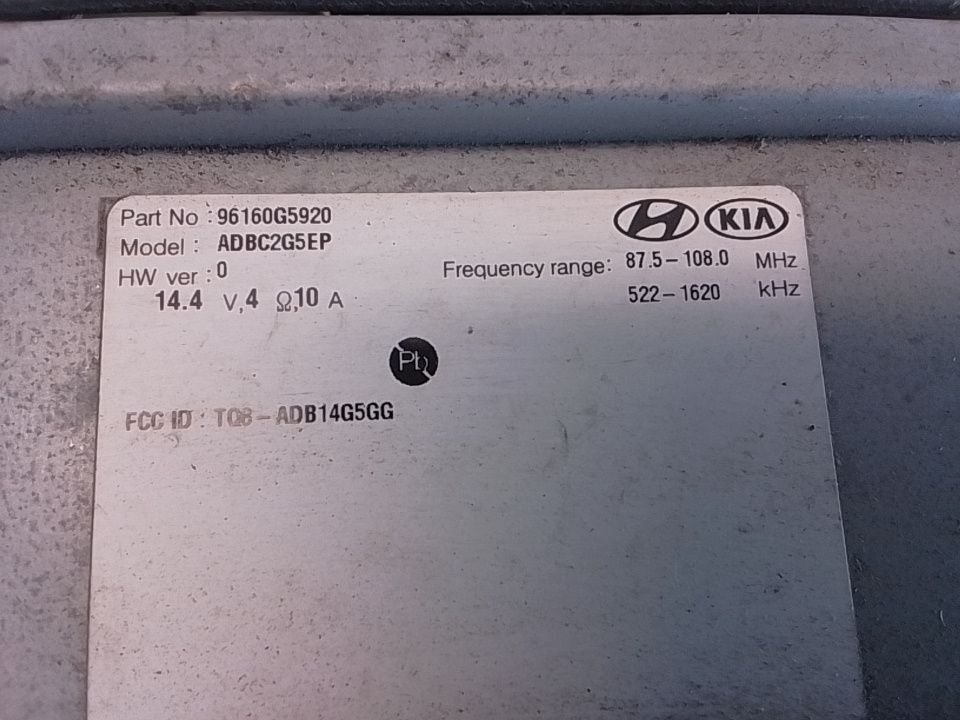 Part No : 96160G5920
Model : ADBC2G5EP
HW ver : 0
14.4 V, 4 Ω, 10 A
KIA
Frequency range: 87.5 – 108.0 MHz
522 – 1620 kHz
Pb
FCC ID : TQ8 – ADB14G5GG